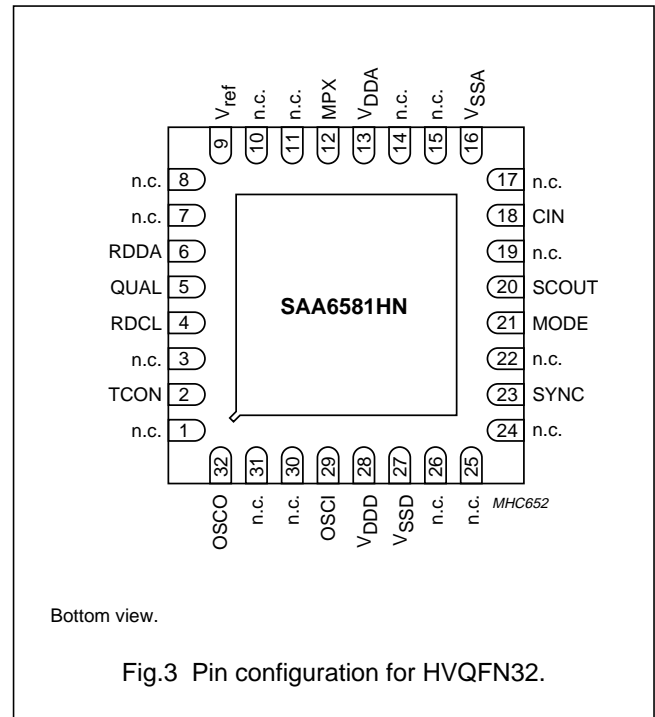 Vref
n.c.
n.c.
MPX
VDDA
n.c.
n.c.
VSSA
9
10
11
12
13
14
15
16
n.c. 8
n.c. 7
RDDA 6
QUAL 5
RDCL 4
n.c. 3
TCON 2
n.c. 1
SAA6581HN
17 n.c.
18 CIN
19 n.c.
20 SCOUT
21 MODE
22 n.c.
23 SYNC
24 n.c.
32
31
30
29
28
27
26
25
OSCO
n.c.
n.c.
OSCI
VDDD
VSSD
n.c.
n.c.
MHC652
Bottom view.
Fig.3 Pin configuration for HVQFN32.